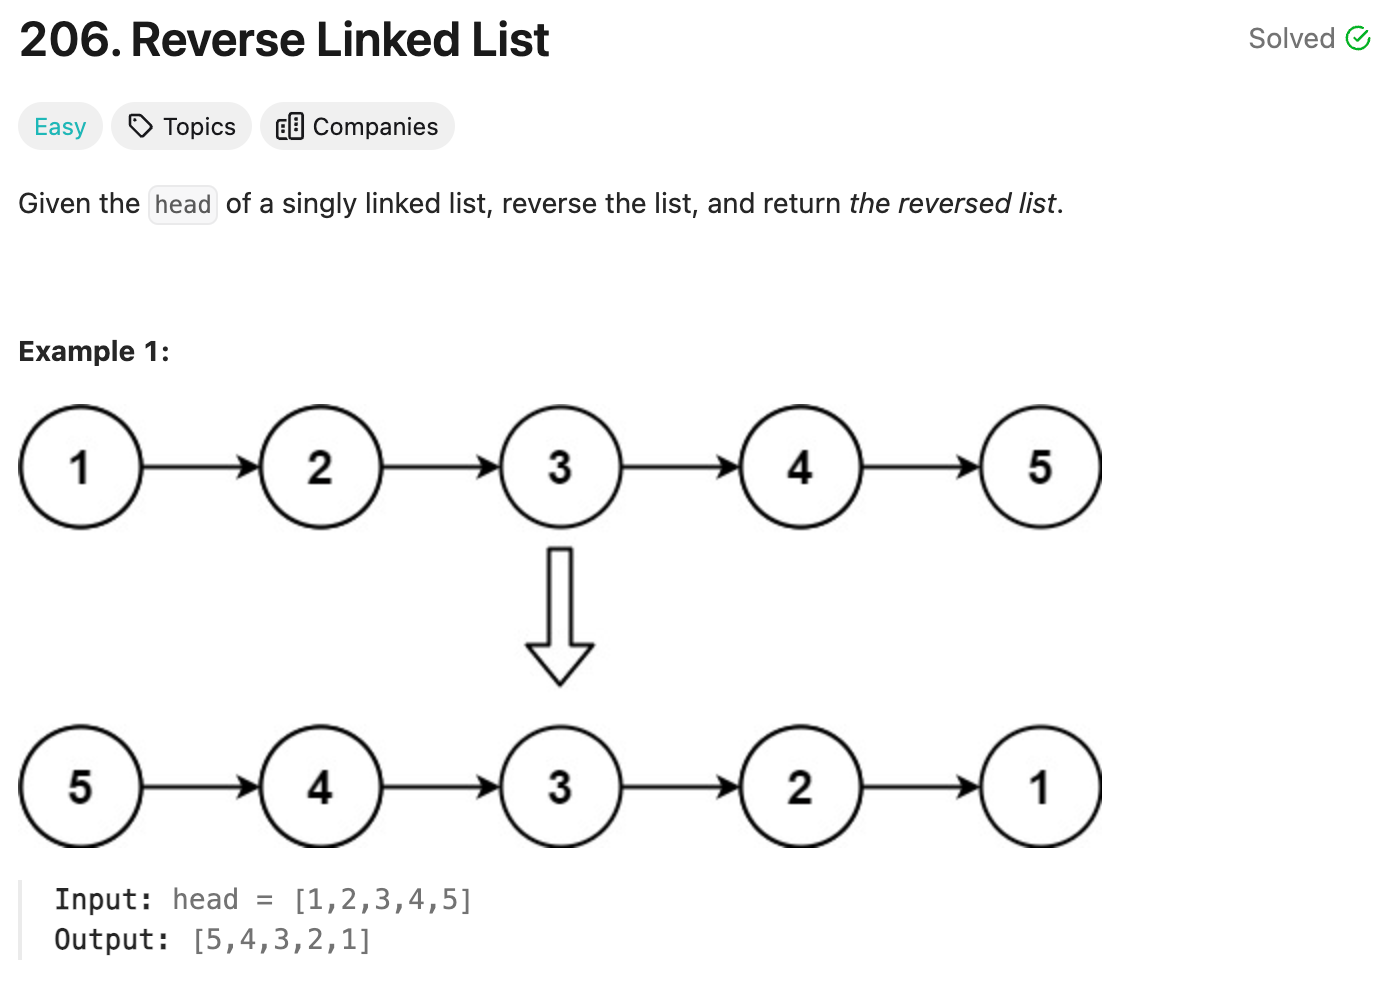 206. Reverse Linked List
Solved
Easy Topics Companies
Given the head of a singly linked list, reverse the list, and return the reversed list.
Example 1:
1 2 3 4 5
5 4 3 2 1
Input: head = [1,2,3,4,5]
Output: [5,4,3,2,1]